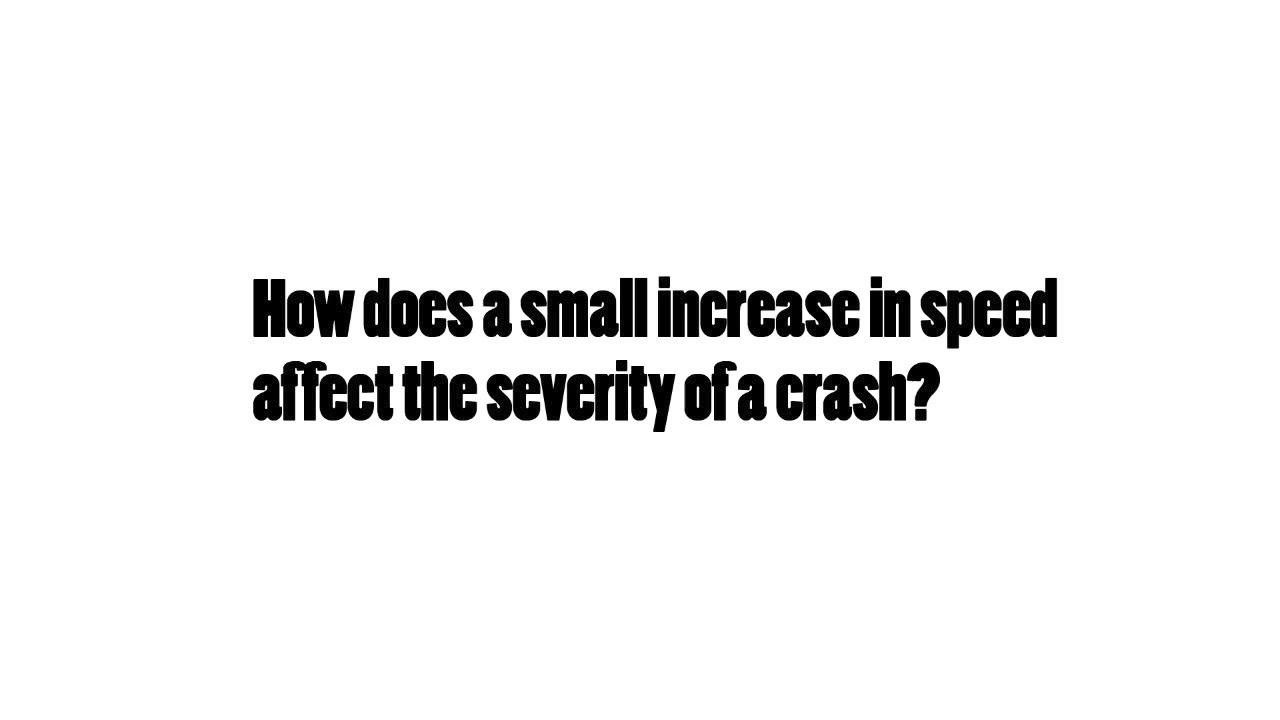 How does a small increase in speed
affect the severity of a crash?